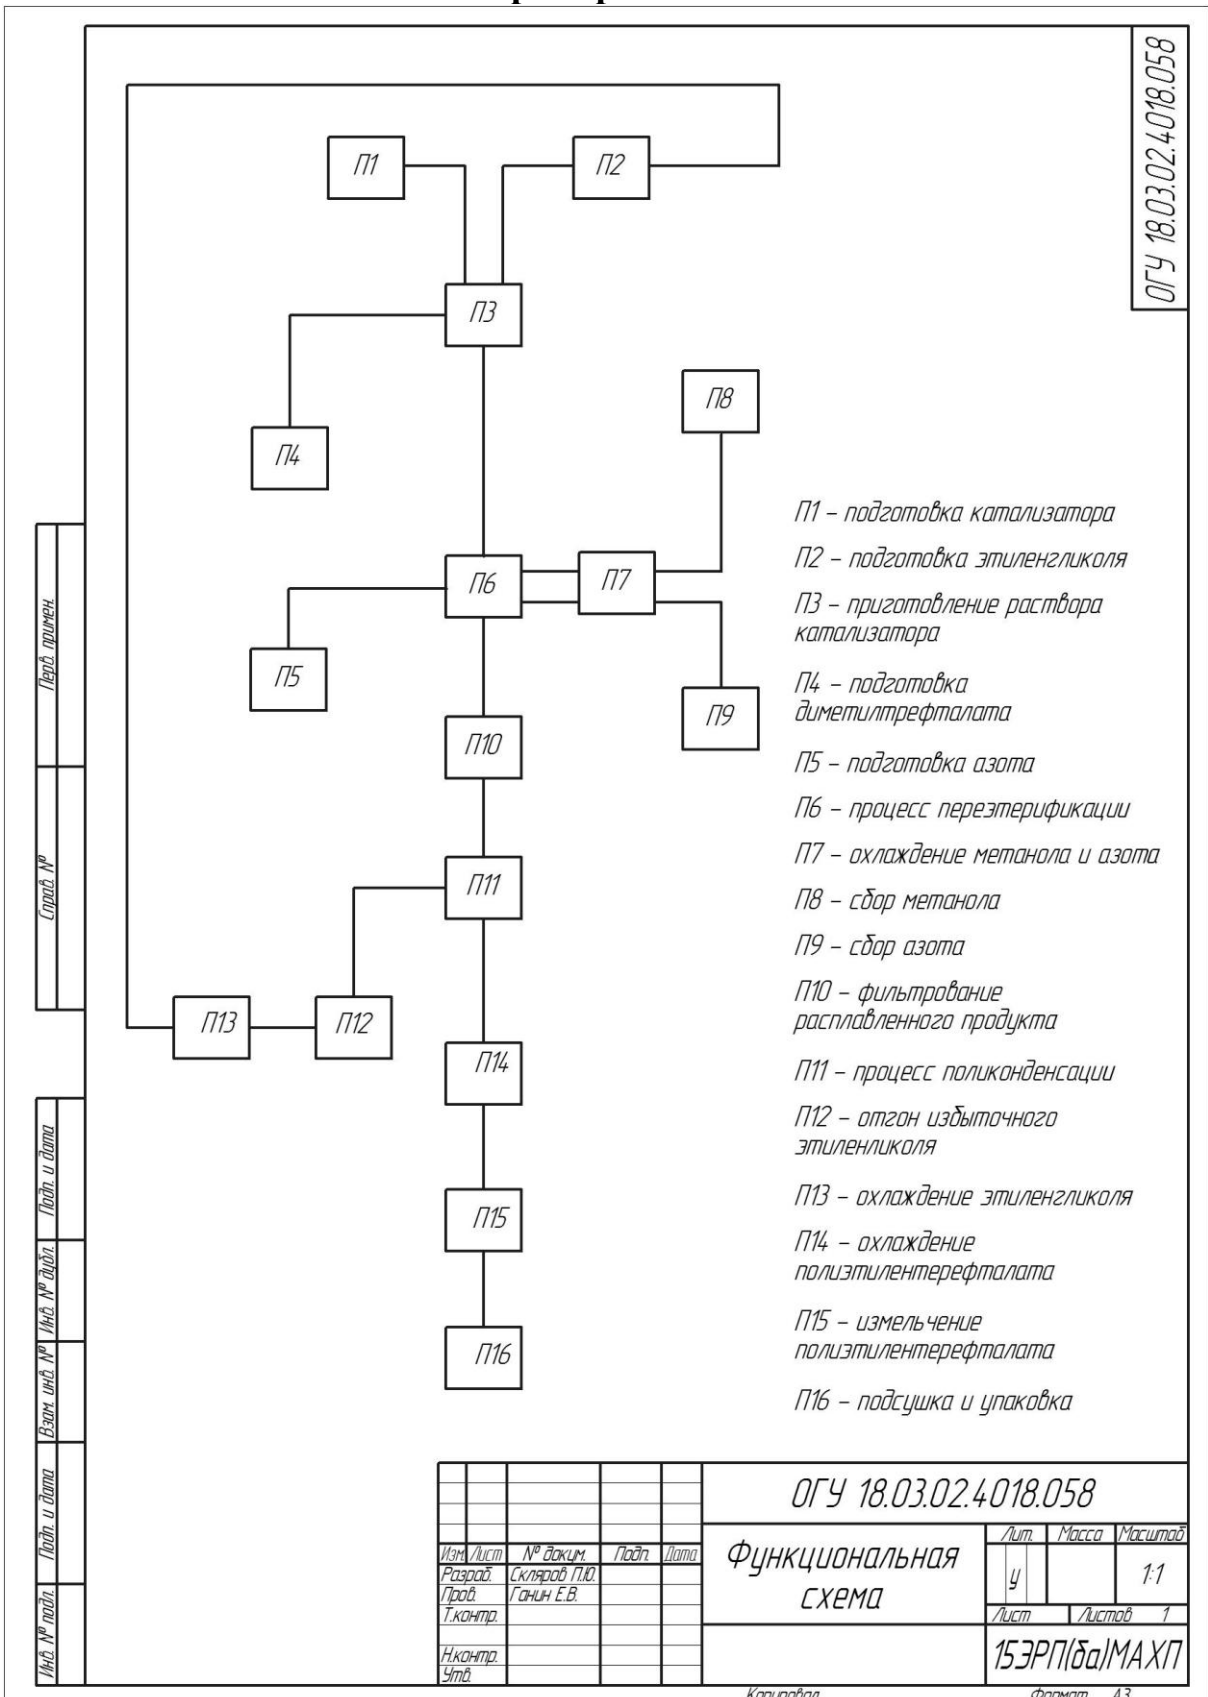 ОГУ 18.03.02.4018.058
П1
П2
П3
П4
П8
П6
П7
П5
П9
П10
П11
П13
П12
П14
П15
П16
П1 – подготовка катализатора
П2 – подготовка этиленгликоля
П3 – приготовление раствора
катализатора
П4 – подготовка
диметилтрефталата
П5 – подготовка азота
П6 – процесс переэтерификации
П7 – охлаждение метанола и азота
П8 – сбор метанола
П9 – сбор азота
П10 – фильтрование
расплавленного продукта
П11 – процесс поликонденсации
П12 – отгон избыточного
этиленликоля
П13 – охлаждение этиленгликоля
П14 – охлаждение
полиэтилентерефталата
П15 – измельчение
полиэтилентерефталата
П16 – подсушка и упаковка
Перв. примен.
Справ. №
Подп. и дата
Инв. № дубл.
Взам. инв. №
Подп. и дата
Инв. № подл.
ОГУ 18.03.02.4018.058
Изм. Лист № докум. Подп. Дата
Разраб. Скляров П.Ю.
Пров. Ганин Е.В.
Т.контр.
Н.контр.
Утв.
Функциональная
схема
Лит. Масса Масштаб
у 1:1
Лист Листов 1
15ЭРП(ба)МАХП
Копировал Формат А3